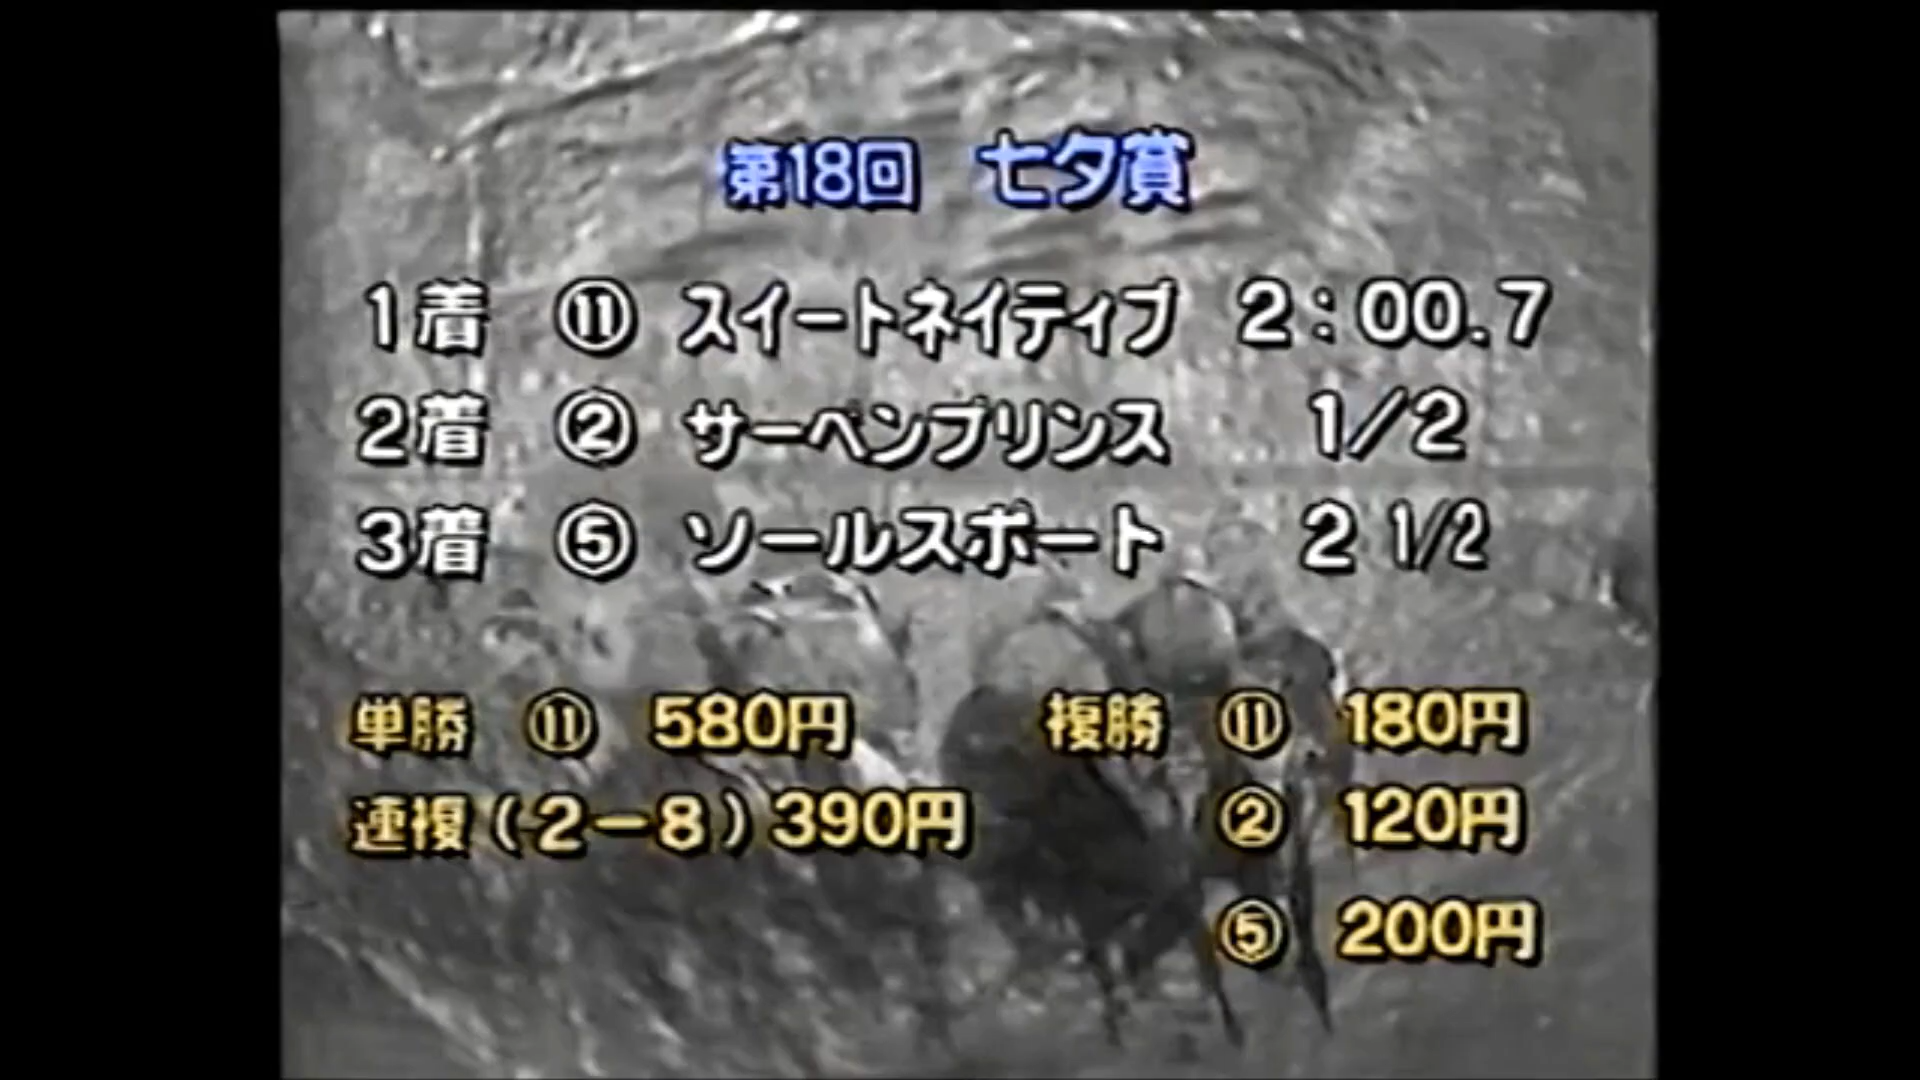 第18回 七夕賞
1着 ⑪ スイートネイティブ 2:00.7
2着 ② サーペンプリンス 1/2
3着 ⑤ ソールスポート 2 1/2
単勝 ⑪ 580円 複勝 ⑪ 180円
連複(2-8)390円 ② 120円
⑤ 200円